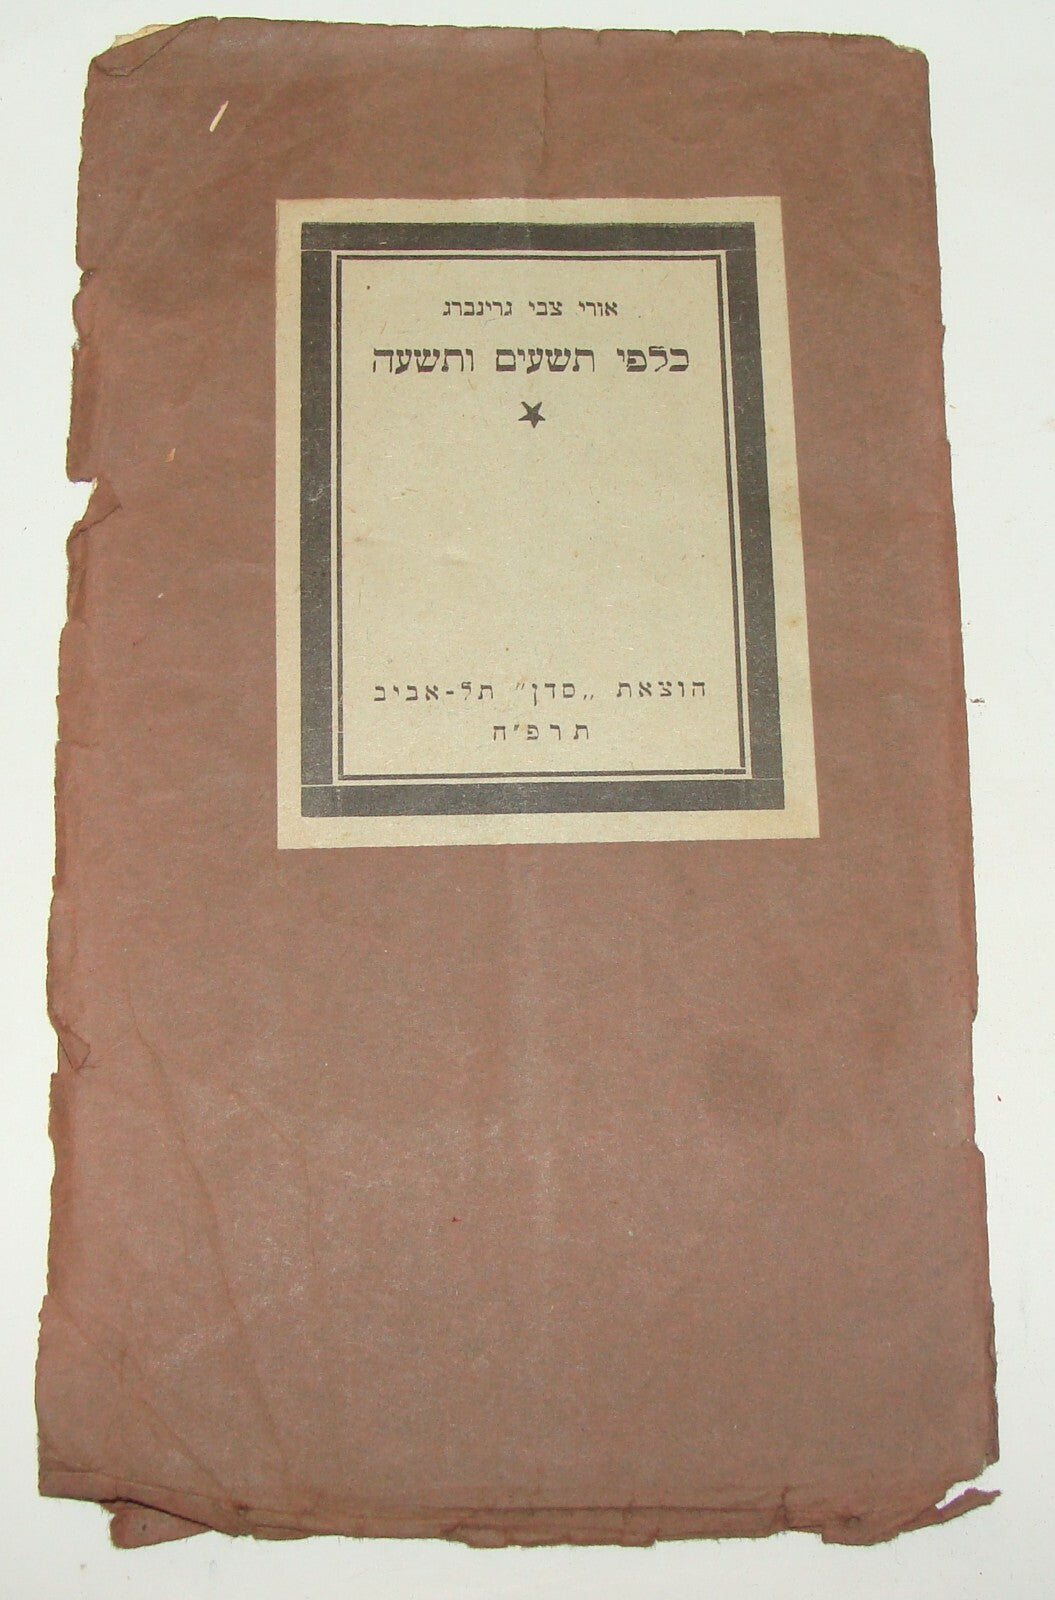 אורי צבי גרינברג
כלפי תשעים ותשעה
הוצאת „סדן” תל-אביב
תרפ״ח